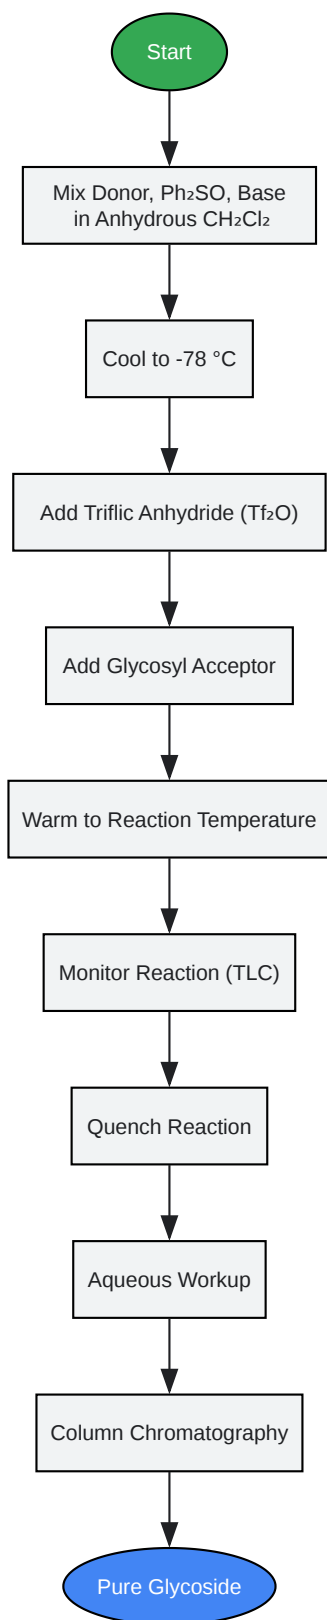 Start
Mix Donor, Ph₂SO, Base
in Anhydrous CH₂Cl₂
Cool to -78 °C
Add Triflic Anhydride (Tf₂O)
Add Glycosyl Acceptor
Warm to Reaction Temperature
Monitor Reaction (TLC)
Quench Reaction
Aqueous Workup
Column Chromatography
Pure Glycoside